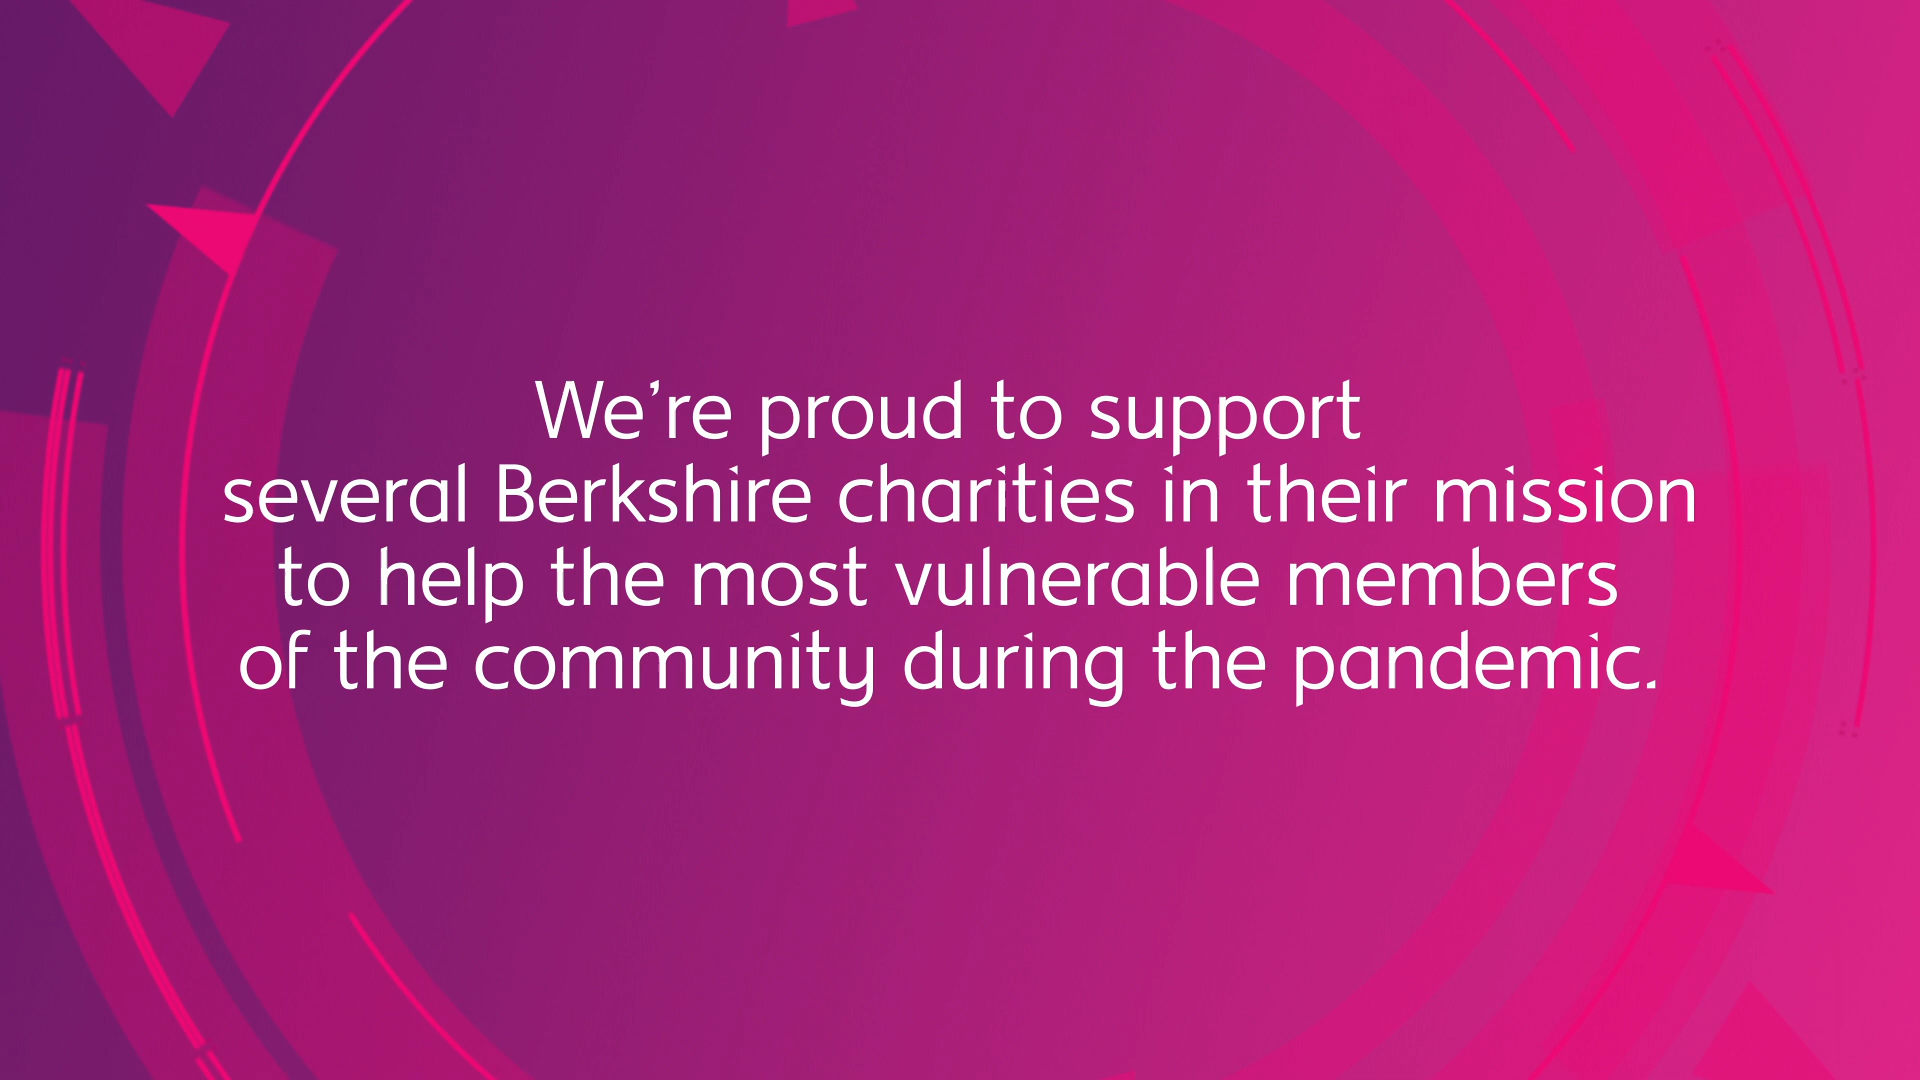 We’re proud to support
several Berkshire charities in their mission
to help the most vulnerable members
of the community during the pandemic.